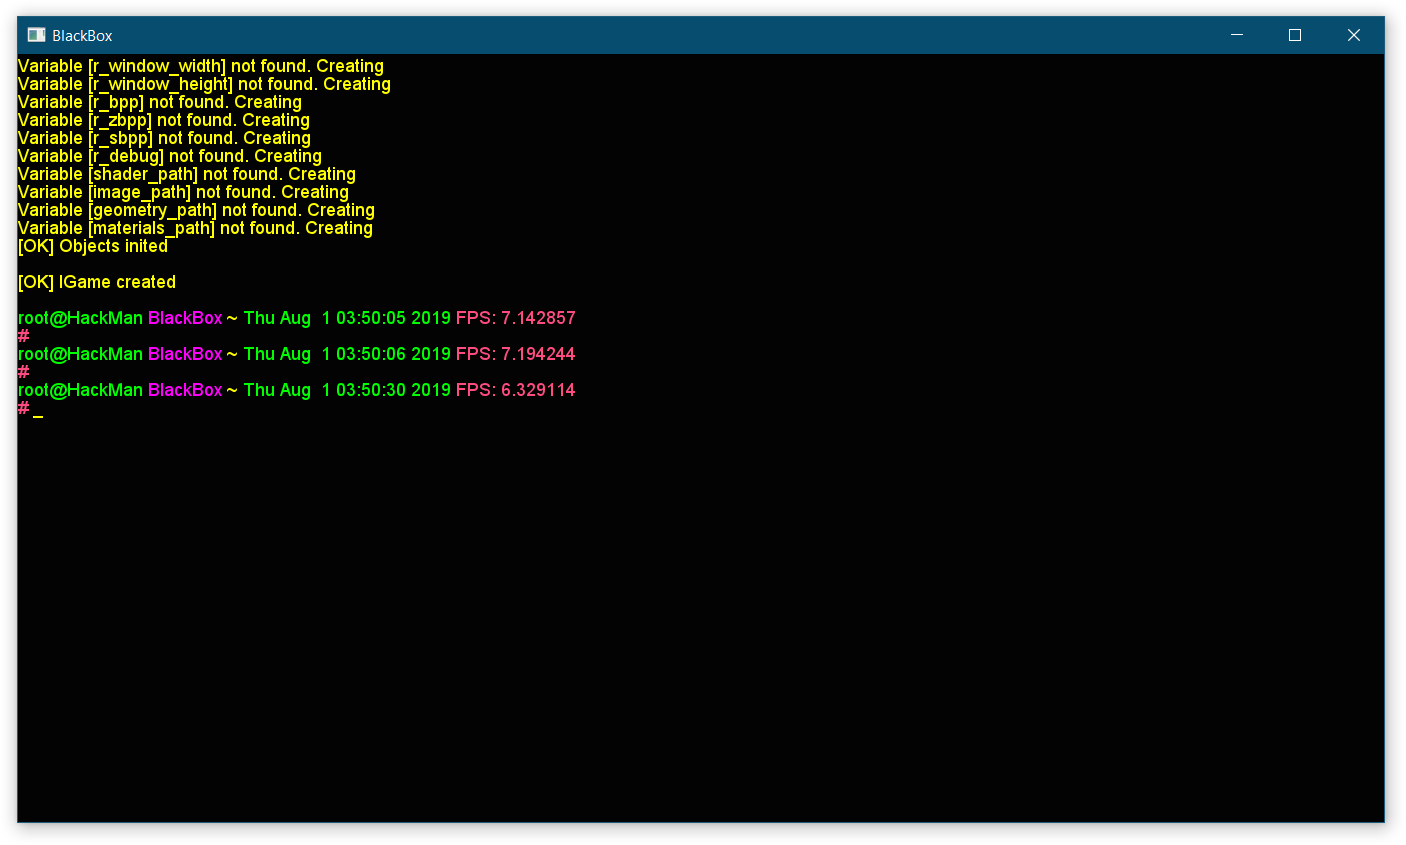 BlackBox
Variable [r_window_width] not found. Creating
Variable [r_window_height] not found. Creating
Variable [r_bpp] not found. Creating
Variable [r_zbpp] not found. Creating
Variable [r_sbpp] not found. Creating
Variable [r_debug] not found. Creating
Variable [shader_path] not found. Creating
Variable [image_path] not found. Creating
Variable [geometry_path] not found. Creating
Variable [materials_path] not found. Creating
[OK] Objects inited
[OK] IGame created
root@HackMan BlackBox ~ Thu Aug  1 03:50:05 2019 FPS: 7.142857
#
root@HackMan BlackBox ~ Thu Aug  1 03:50:06 2019 FPS: 7.194244
#
root@HackMan BlackBox ~ Thu Aug  1 03:50:30 2019 FPS: 6.329114
# _